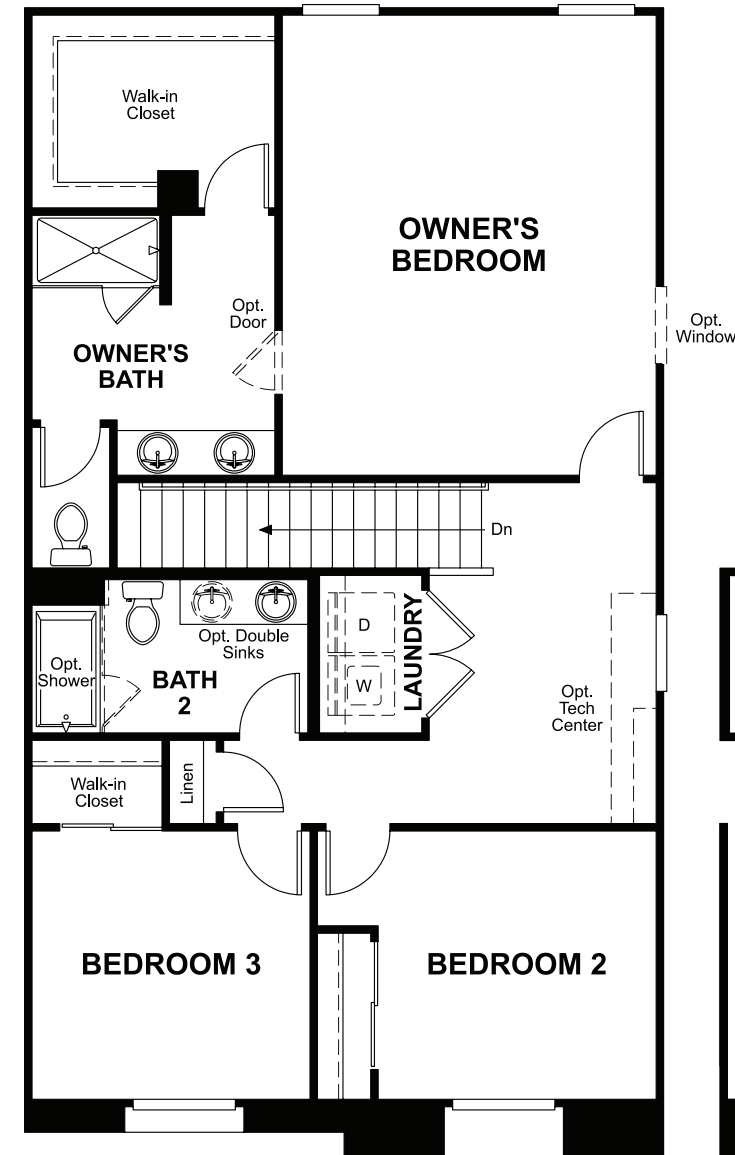 Walk-in
Closet
OWNER'S
BEDROOM
Opt.
Door
Opt.
Window
OWNER'S
BATH
Dn
D
W
LAUNDRY
Opt. Double
Sinks
Opt.
Shower
BATH
2
Opt.
Tech
Center
Walk-in
Closet
Linen
BEDROOM 3
BEDROOM 2